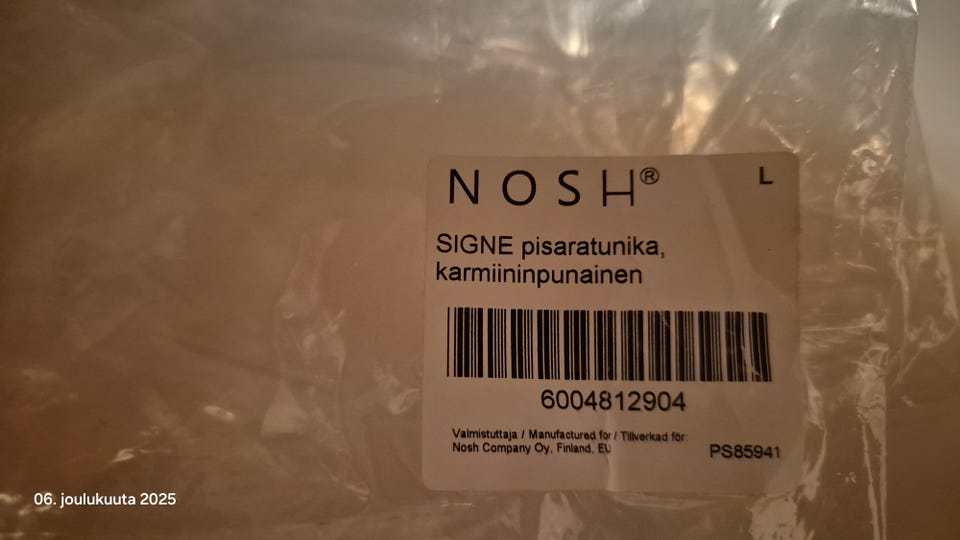 NOSH®
L
SIGNE pisaratunika,
karmiininpunainen
6004812904
Valmistuttaja / Manufactured for / Tillverkad för:
Nosh Company Oy, Finland, EU
PS85941
06. joulukuuta 2025